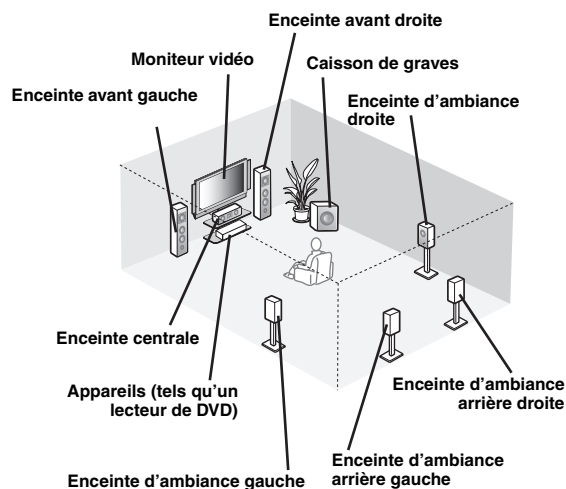 Enceinte avant droite
Moniteur vidéo
Caisson de graves
Enceinte avant gauche
Enceinte d'ambiance
droite
Enceinte centrale
Appareils (tels qu'un
lecteur de DVD)
Enceinte d'ambiance
arrière droite
Enceinte d'ambiance gauche
Enceinte d'ambiance
arrière gauche